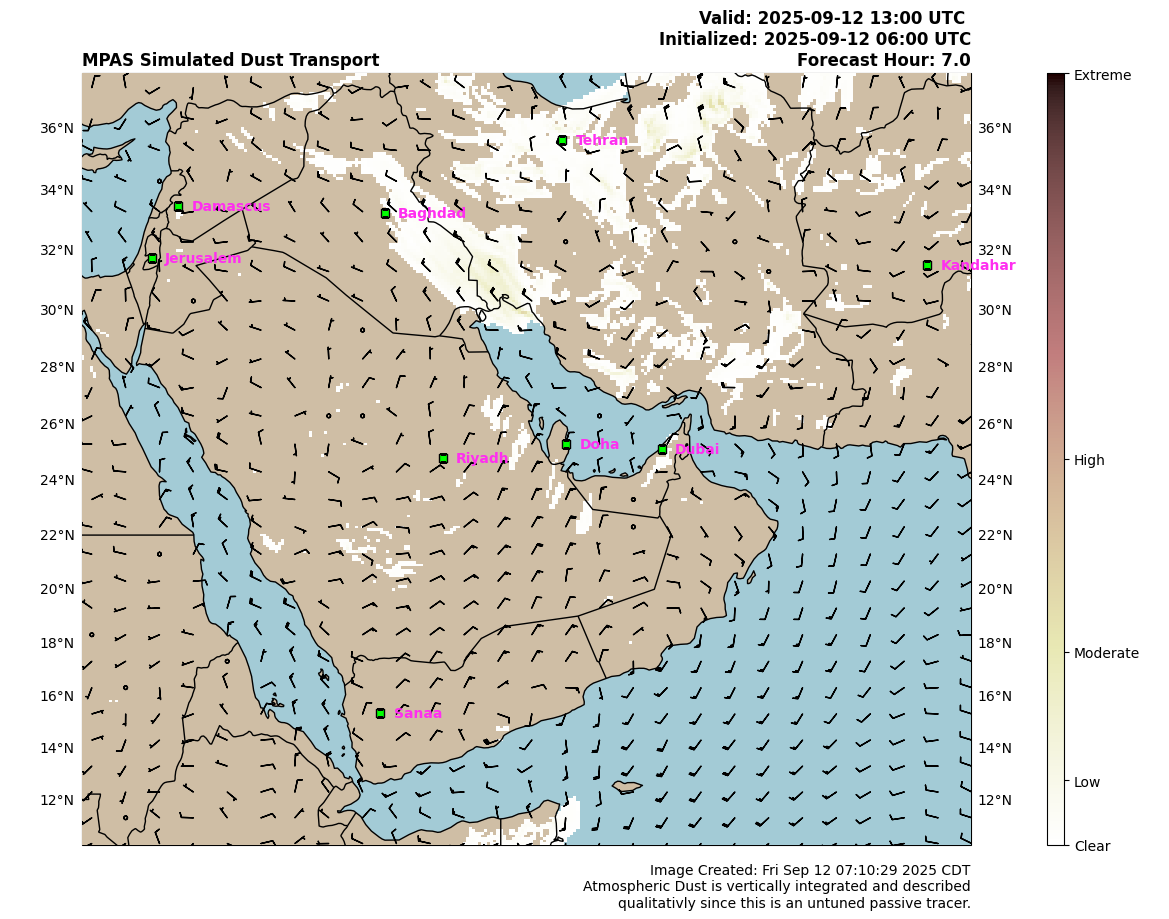 Valid: 2025-09-12 13:00 UTC
Initialized: 2025-09-12 06:00 UTC
MPAS Simulated Dust Transport Forecast Hour: 7.0
Extreme
36°N Tehran 36°N
34°N 34°N
Damascus Baghdad
32°N Jerusalem 32°N
Kandahar
30°N 30°N
28°N 28°N
26°N 26°N
Doha Dubai
Riyadh High
24°N 24°N
22°N 22°N
20°N 20°N
18°N 18°N
Moderate
16°N 16°N
Sanaa
14°N 14°N
Low
12°N 12°N
Clear
Image Created: Fri Sep 12 07:10:29 2025 CDT
Atmospheric Dust is vertically integrated and described
qualitativly since this is an untuned passive tracer.